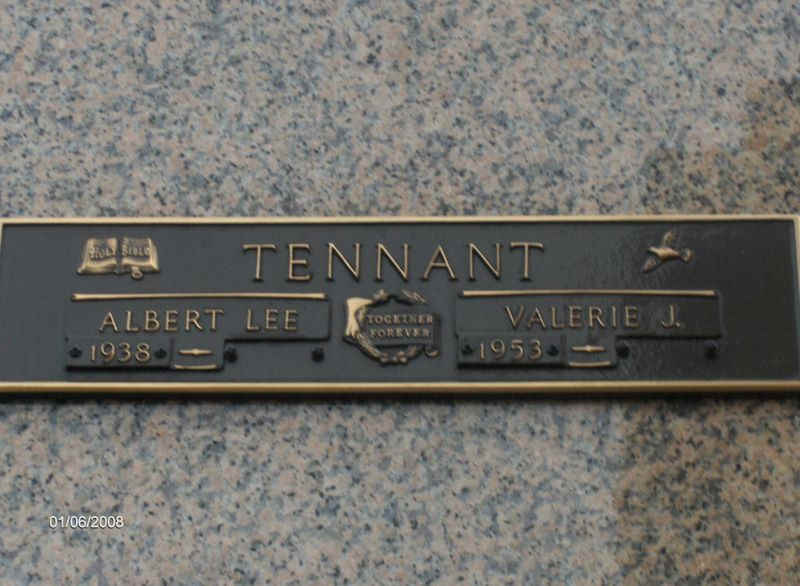 HOLY BIBLE
TENNANT
ALBERT LEE
1938
TOGETHER
FOREVER
VALERIE J.
1953
01/06/2008